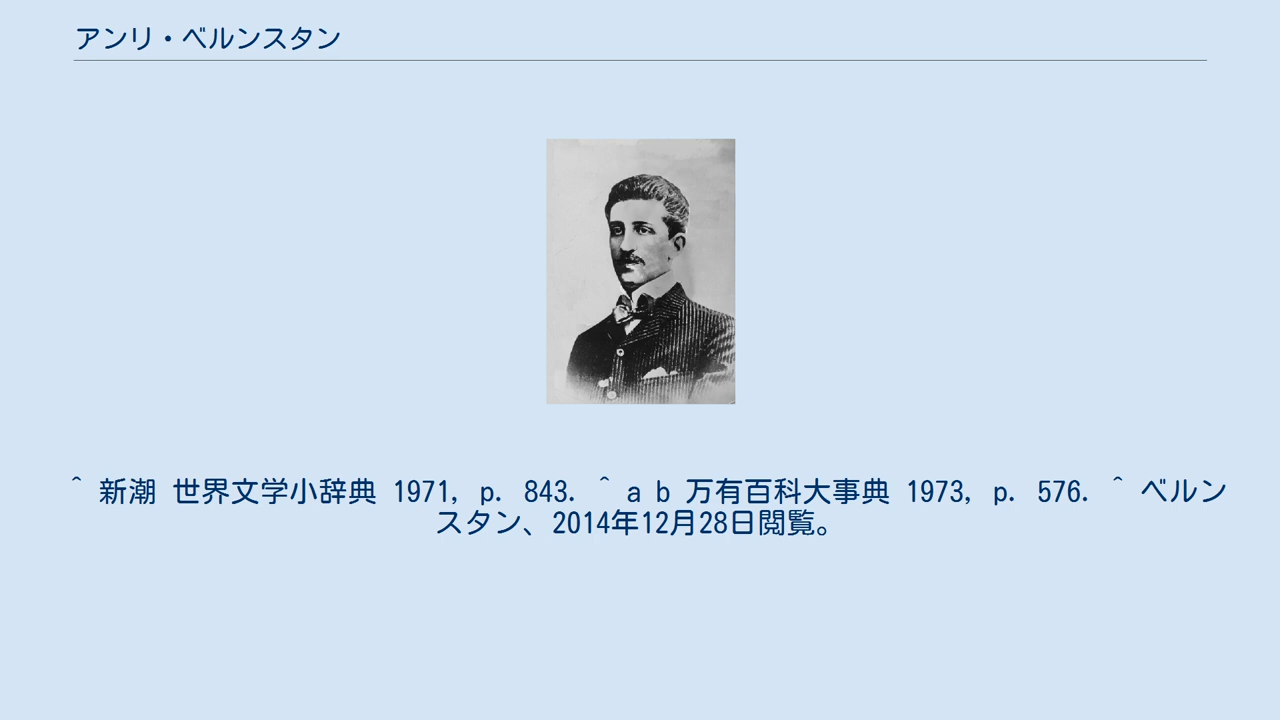 アンリ・ベルンスタン
^ 新潮 世界文学小辞典 1971, p. 843. ^ a b 万有百科大事典 1973, p. 576. ^ ベルン
スタン、2014年12月28日閲覧。